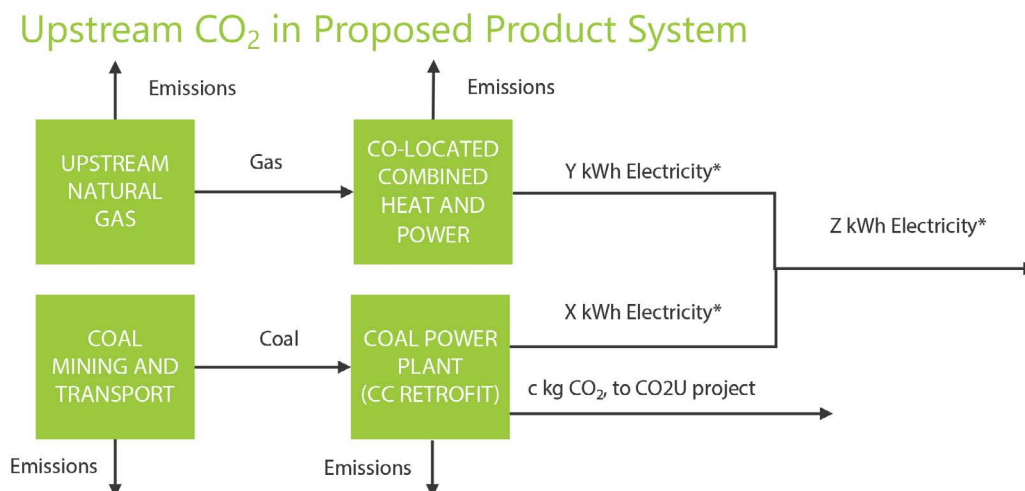 Upstream CO₂ in Proposed Product System
Emissions
Emissions
UPSTREAM
NATURAL
GAS
Gas
CO-LOCATED
COMBINED
HEAT AND
POWER
Y kWh Electricity*
Z kWh Electricity*
X kWh Electricity*
COAL
MINING AND
TRANSPORT
Coal
COAL POWER
PLANT
(CC RETROFIT)
c kg CO₂, to CO2U project
Emissions
Emissions